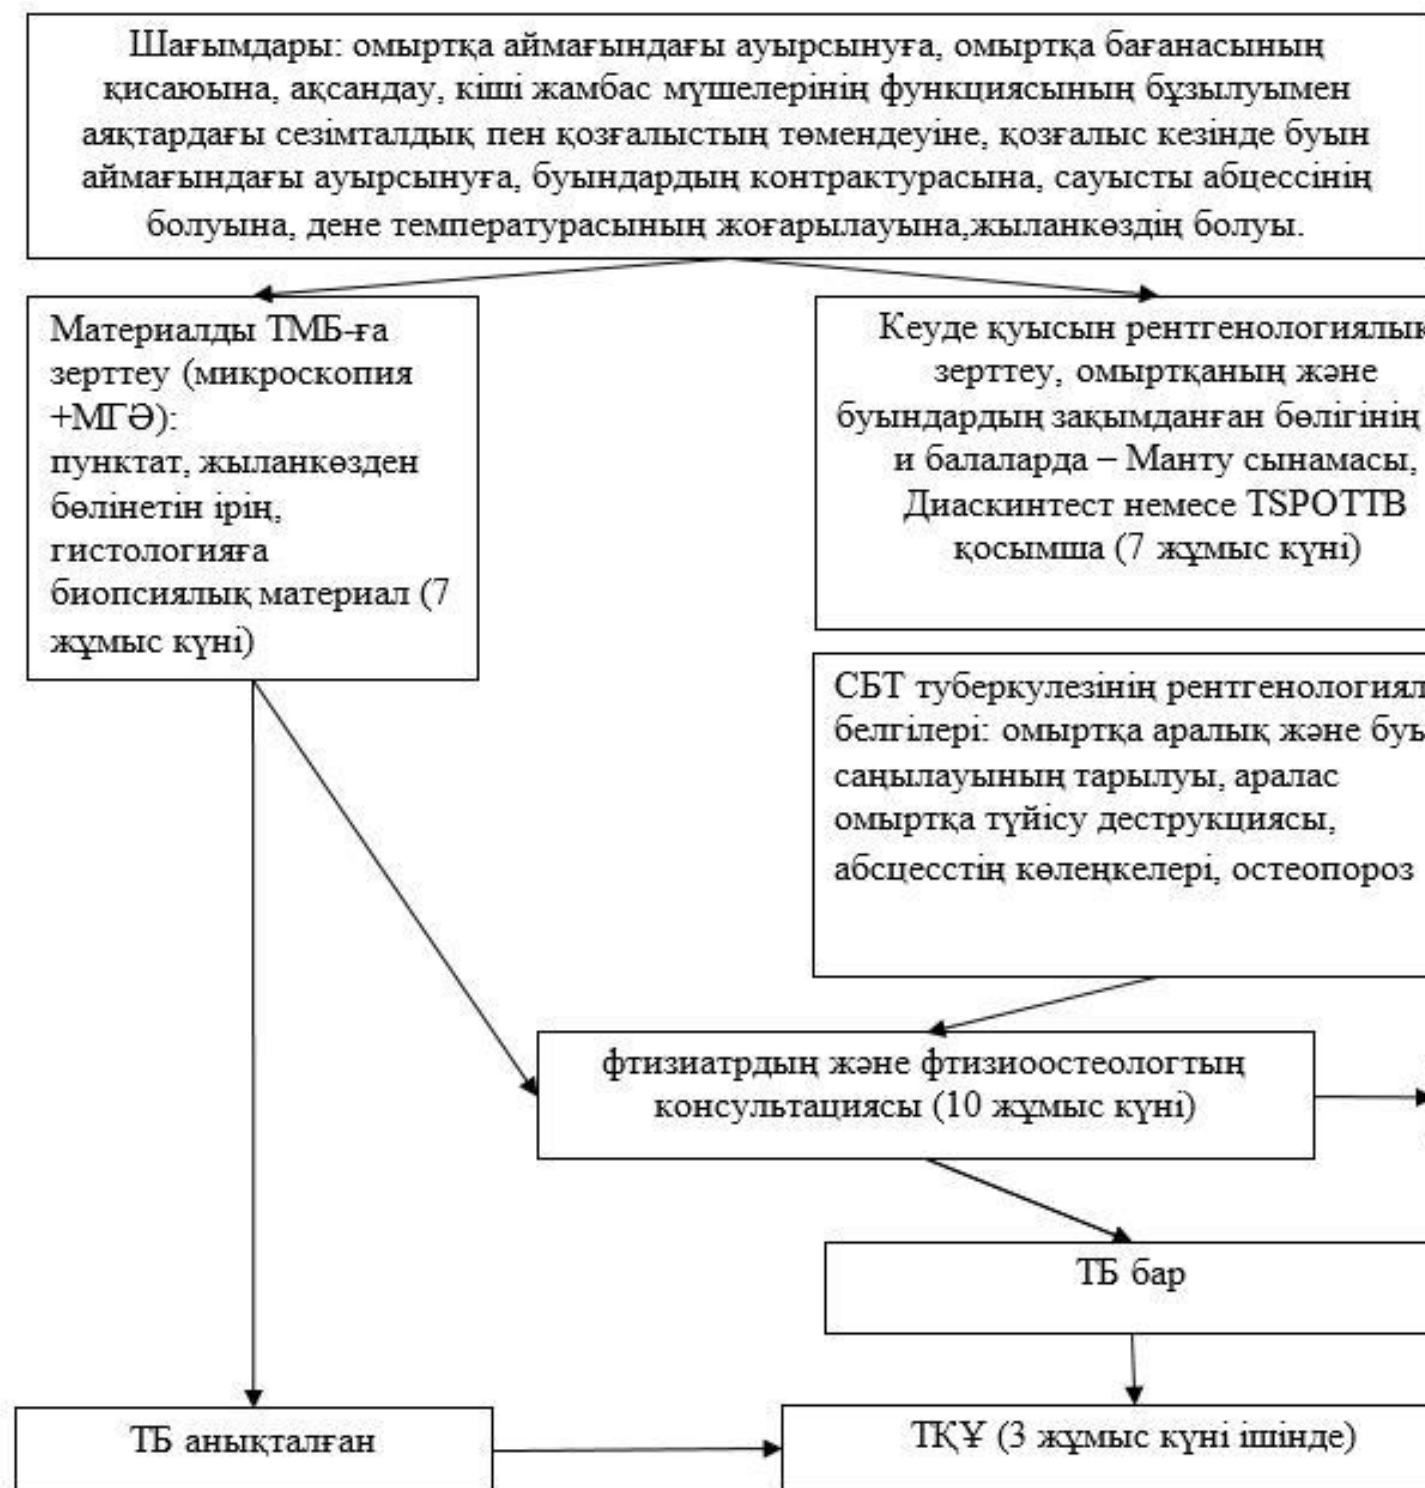 Шағымдары: омыртқа аймағындағы ауырсынуға, омыртқа бағанасының
қисаюына, ақсандау, кіші жамбас мүшелерінің функциясының бұзылуымен
аяқтардағы сезімталдық пен қозғалыстың төмендеуіне, қозғалыс кезінде буын
аймағындағы ауырсынуға, буындардың контрактурасына, сауысты абцессінің
болуына, дене температурасының жоғарылауына,жыланкөздің болуы.
Материалды ТМБ-ға
зерттеу (микроскопия
+МГӘ):
пунктат, жыланкөзден
бөлінетін ірің,
гистологияға
биопсиялық материал (7
жұмыс күні)
Кеуде қуысын рентгенологиялық
зерттеу, омыртқаның және
буындардың зақымданған бөлігінің
и балаларда – Манту сынамасы,
Диаскинтест немесе TSPOTTB
қосымша (7 жұмыс күні)
СБТ туберкулезінің рентгенологиял
белгілері: омыртқа аралық және буы
саңылауының тарылуы, аралас
омыртқа түйісу деструкциясы,
абсцесстің көлеңкелері, остеопороз
фтизиатрдың және фтизиоостеологтың
консультациясы (10 жұмыс күні)
ТБ бар
ТБ анықталған
ТҚҰ (3 жұмыс күні ішінде)